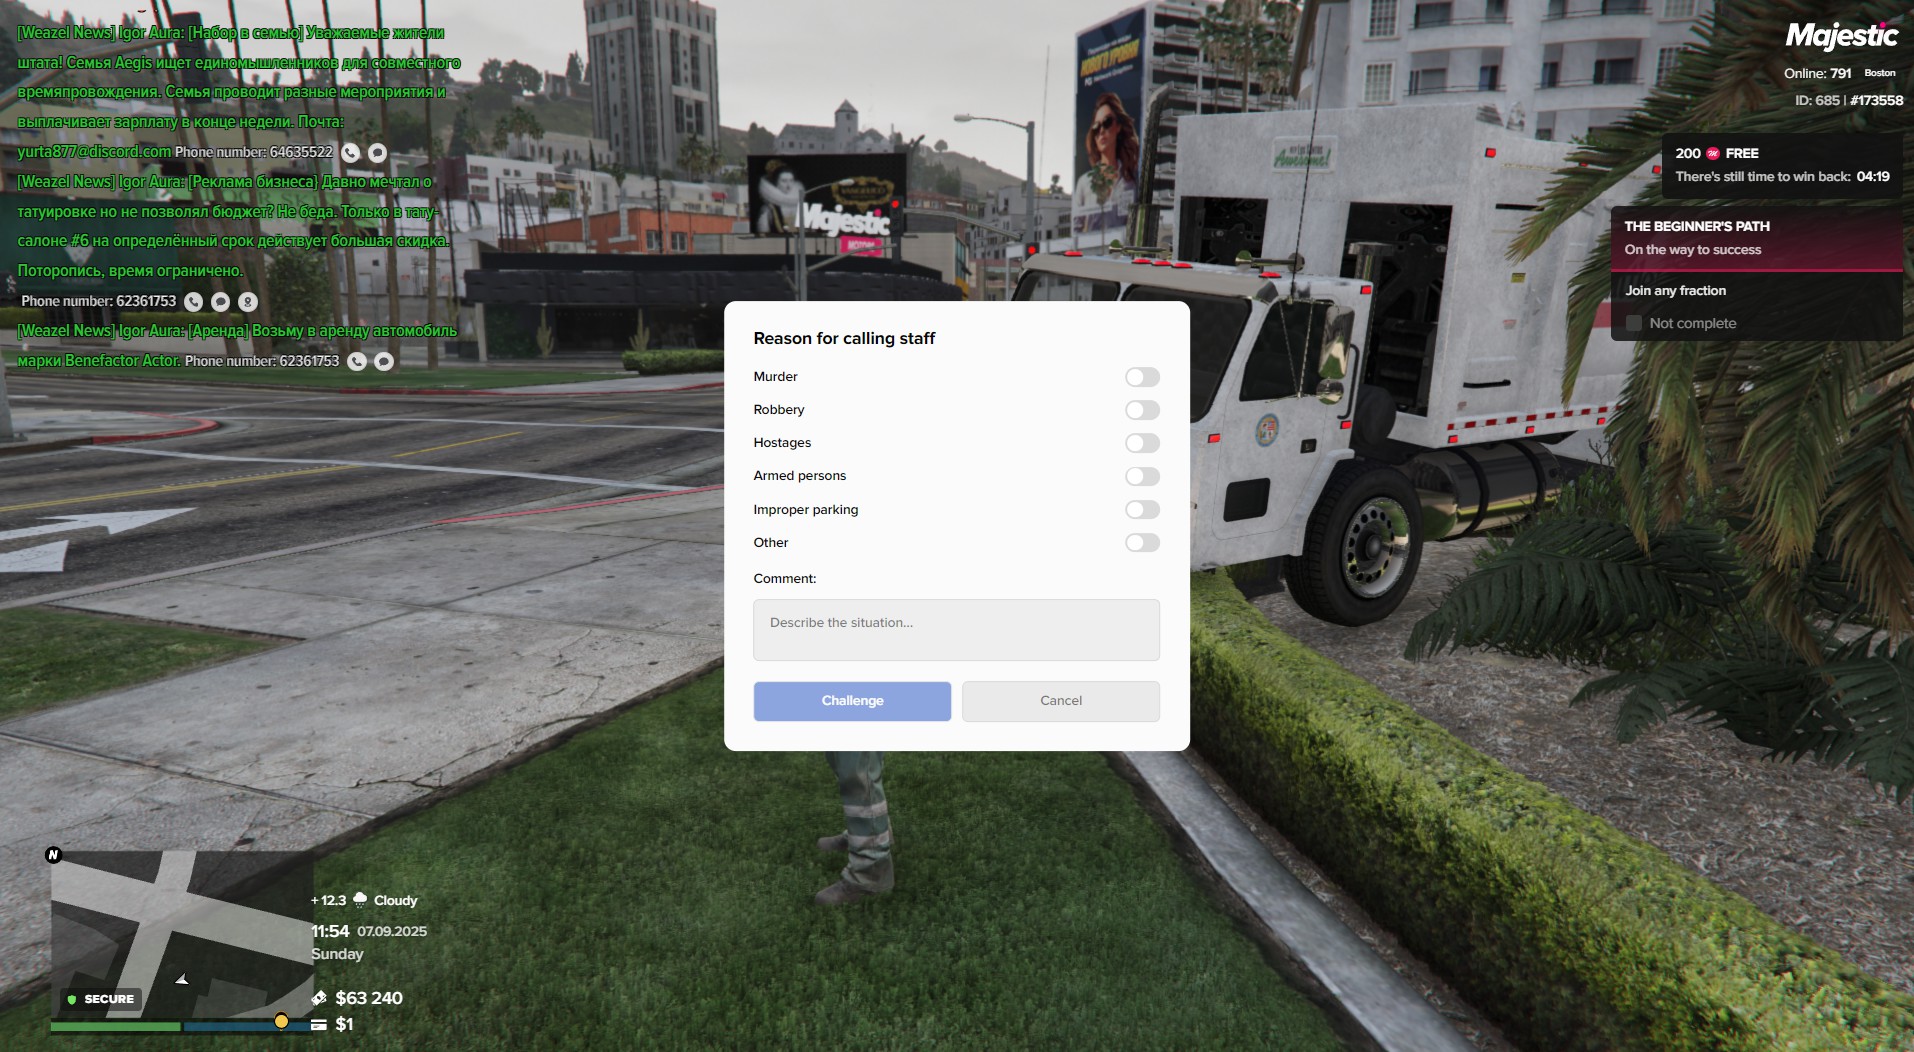 [Weazel News] Igor Aura: [Набор в семью] Уважаемые жители
штата! Семья Aegis ищет единомышленников для совместного
времяпровождения. Семья проводит разные мероприятия и
выплачивает зарплату в конце недели. Почта:
yurta877@discord.com Phone number: 64635522
[Weazel News] Igor Aura: [Реклама бизнеса] Давно мечтал о
татуировке но не позволял бюджет? Не беда. Только в тату-
салоне #6 на определённый срок действует большая скидка.
Поторопись, время ограничено.
Phone number: 62361753
[Weazel News] Igor Aura: [Аренда] Возьму в аренду автомобиль
марки Benefactor Actor. Phone number: 62361753
Majestic
Online: 791 Boston
ID: 685 | #173558
200 FREE
There's still time to win back: 04:19
THE BEGINNER'S PATH
On the way to success
Join any fraction
Not complete
VANGELICO
Majestic
MOTORS
Awesome!
Reason for calling staff
Murder
Robbery
Hostages
Armed persons
Improper parking
Other
Comment:
Describe the situation...
Challenge
Cancel
N
+12.3 Cloudy
11:54 07.09.2025
Sunday
SECURE
$63 240
$1